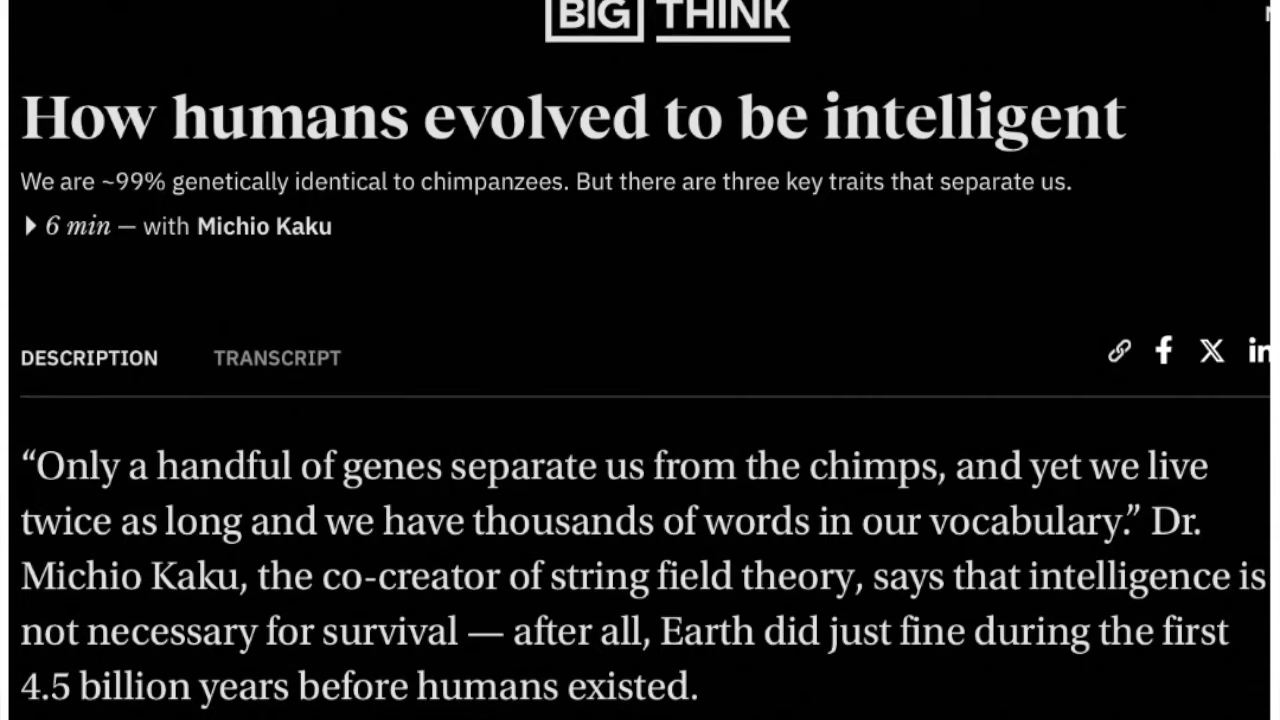 BIG THINK
How humans evolved to be intelligent
We are ~99% genetically identical to chimpanzees. But there are three key traits that separate us.
6 min — with Michio Kaku
DESCRIPTION TRANSCRIPT
“Only a handful of genes separate us from the chimps, and yet we live
twice as long and we have thousands of words in our vocabulary.” Dr.
Michio Kaku, the co-creator of string field theory, says that intelligence is
not necessary for survival — after all, Earth did just fine during the first
4.5 billion years before humans existed.